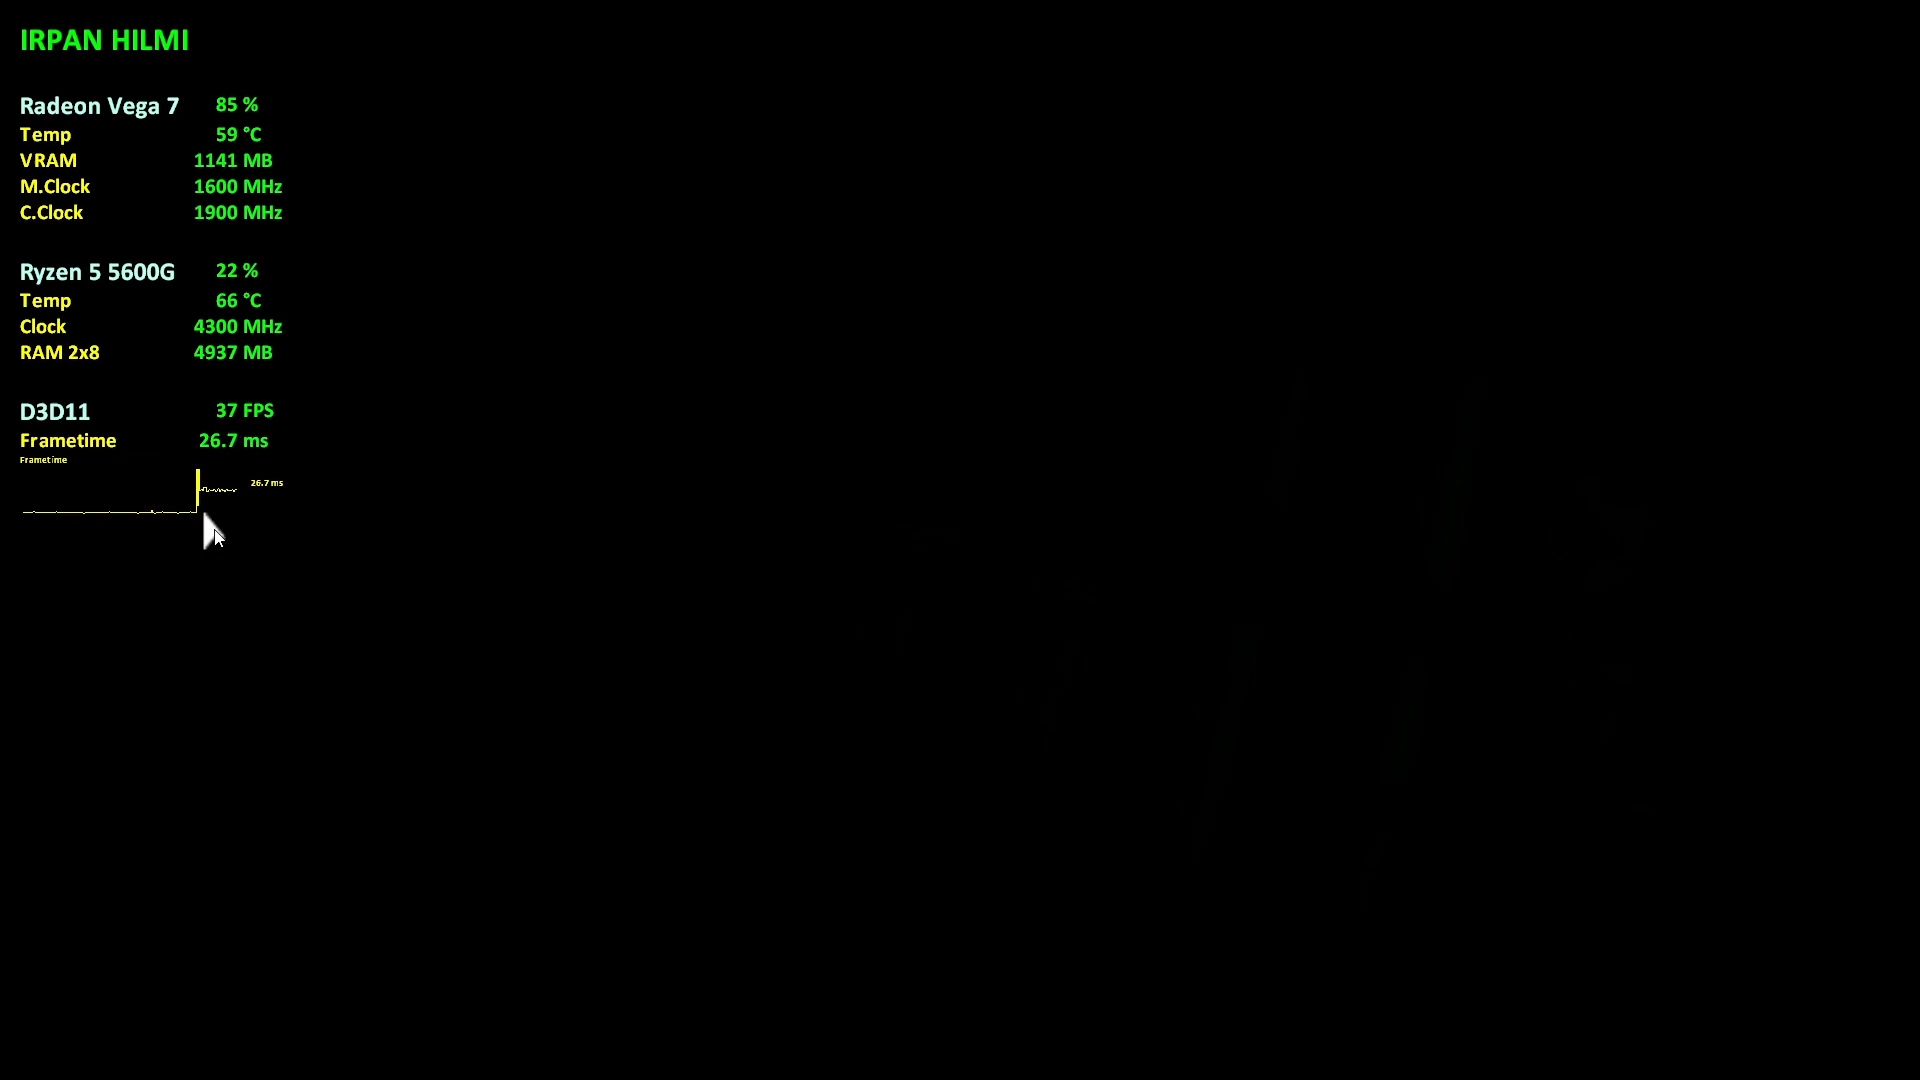 IRPAN HILMI
Radeon Vega 7 85 %
Temp 59 °C
VRAM 1141 MB
M.Clock 1600 MHz
C.Clock 1900 MHz
Ryzen 5 5600G 22 %
Temp 66 °C
Clock 4300 MHz
RAM 2x8 4937 MB
D3D11 37 FPS
Frametime 26.7 ms
Frametime
26.7 ms